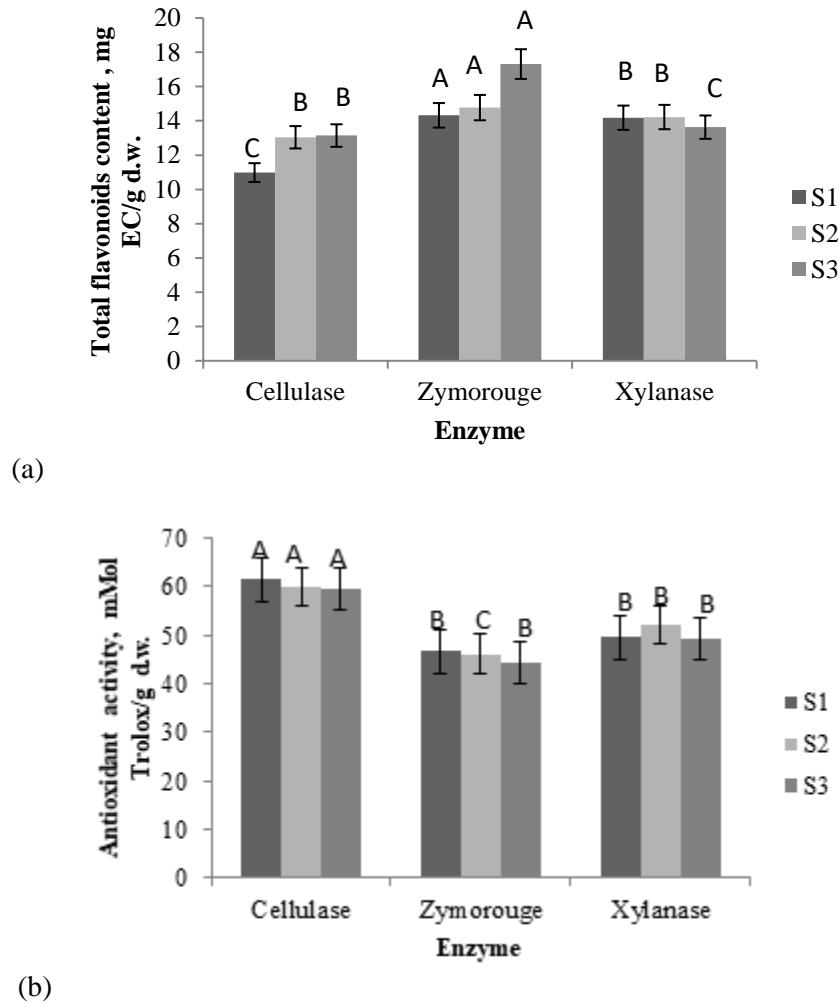 Total flavonoids content , mg
EC/g d.w.
20
18
16
14
12
10
8
6
4
2
0
C
B
B
A
A
A
B
B
C
Cellulase
Zymorouge
Xylanase
Enzyme
S1
S2
S3
(a)
Antioxidant activity, mMol
Trolox/g d.w.
70
60
50
40
30
20
10
0
A
A
A
B
C
B
B
B
B
Cellulase
Zymorouge
Xylanase
Enzyme
S1
S2
S3
(b)